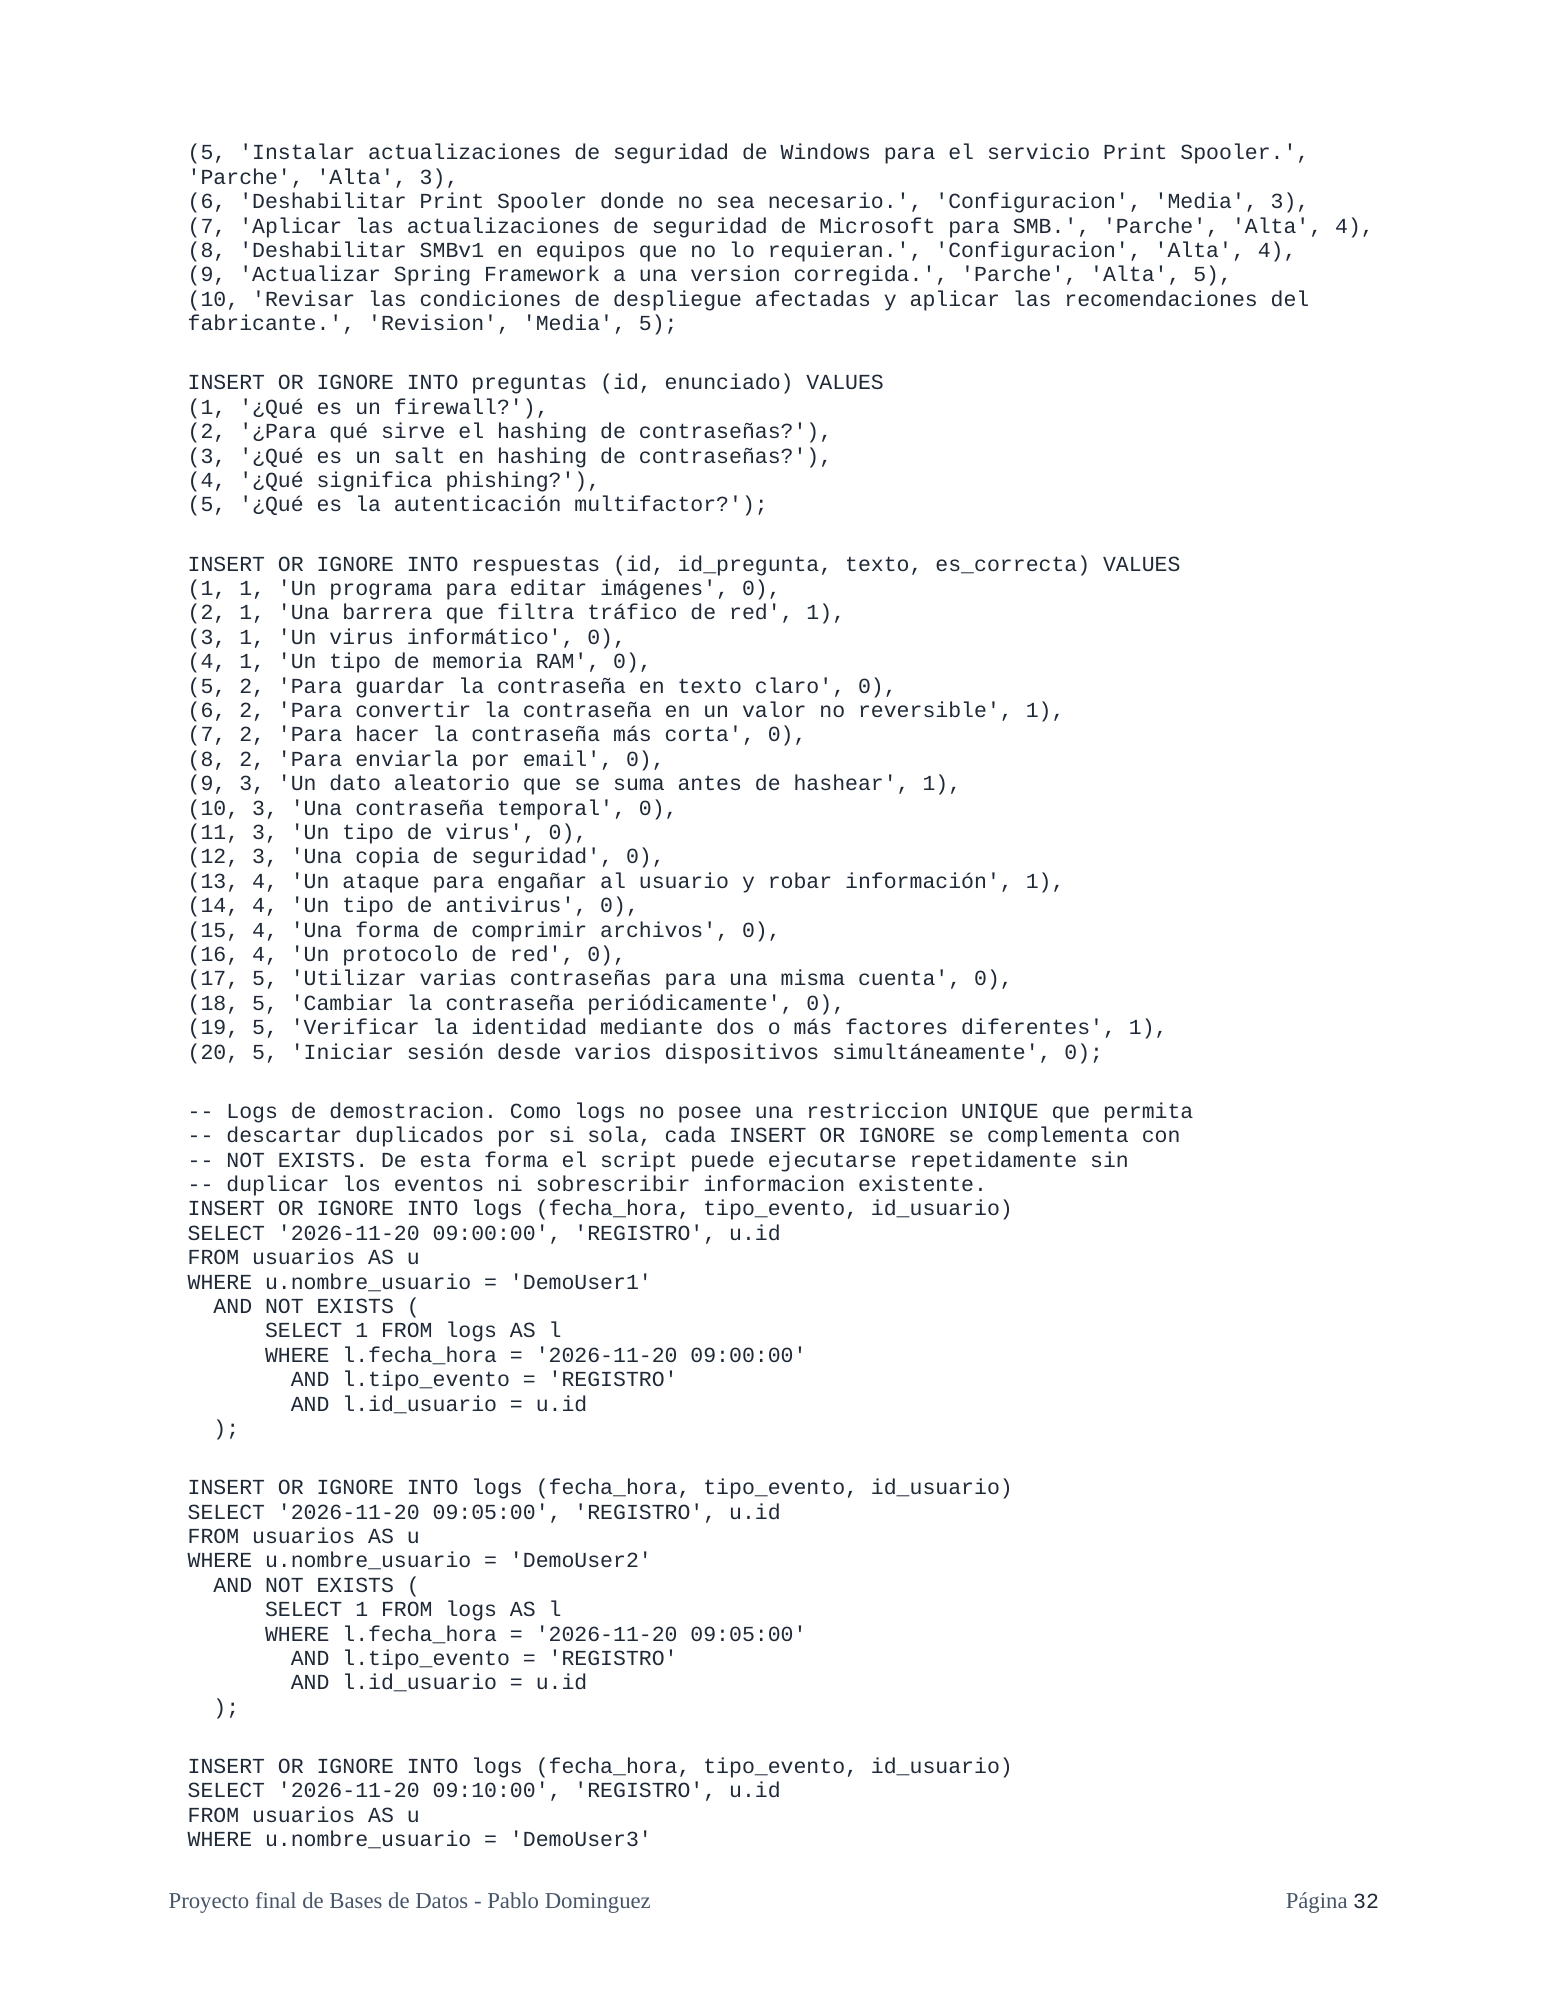 (5, 'Instalar actualizaciones de seguridad de Windows para el servicio Print Spooler.',
'Parche', 'Alta', 3),
(6, 'Deshabilitar Print Spooler donde no sea necesario.', 'Configuracion', 'Media', 3),
(7, 'Aplicar las actualizaciones de seguridad de Microsoft para SMB.', 'Parche', 'Alta', 4),
(8, 'Deshabilitar SMBv1 en equipos que no lo requieran.', 'Configuracion', 'Alta', 4),
(9, 'Actualizar Spring Framework a una version corregida.', 'Parche', 'Alta', 5),
(10, 'Revisar las condiciones de despliegue afectadas y aplicar las recomendaciones del
fabricante.', 'Revision', 'Media', 5);

INSERT OR IGNORE INTO preguntas (id, enunciado) VALUES
(1, '¿Qué es un firewall?'),
(2, '¿Para qué sirve el hashing de contraseñas?'),
(3, '¿Qué es un salt en hashing de contraseñas?'),
(4, '¿Qué significa phishing?'),
(5, '¿Qué es la autenticación multifactor?');

INSERT OR IGNORE INTO respuestas (id, id_pregunta, texto, es_correcta) VALUES
(1, 1, 'Un programa para editar imágenes', 0),
(2, 1, 'Una barrera que filtra tráfico de red', 1),
(3, 1, 'Un virus informático', 0),
(4, 1, 'Un tipo de memoria RAM', 0),
(5, 2, 'Para guardar la contraseña en texto claro', 0),
(6, 2, 'Para convertir la contraseña en un valor no reversible', 1),
(7, 2, 'Para hacer la contraseña más corta', 0),
(8, 2, 'Para enviarla por email', 0),
(9, 3, 'Un dato aleatorio que se suma antes de hashear', 1),
(10, 3, 'Una contraseña temporal', 0),
(11, 3, 'Un tipo de virus', 0),
(12, 3, 'Una copia de seguridad', 0),
(13, 4, 'Un ataque para engañar al usuario y robar información', 1),
(14, 4, 'Un tipo de antivirus', 0),
(15, 4, 'Una forma de comprimir archivos', 0),
(16, 4, 'Un protocolo de red', 0),
(17, 5, 'Utilizar varias contraseñas para una misma cuenta', 0),
(18, 5, 'Cambiar la contraseña periódicamente', 0),
(19, 5, 'Verificar la identidad mediante dos o más factores diferentes', 1),
(20, 5, 'Iniciar sesión desde varios dispositivos simultáneamente', 0);

-- Logs de demostracion. Como logs no posee una restriccion UNIQUE que permita
-- descartar duplicados por si sola, cada INSERT OR IGNORE se complementa con
-- NOT EXISTS. De esta forma el script puede ejecutarse repetidamente sin
-- duplicar los eventos ni sobrescribir informacion existente.
INSERT OR IGNORE INTO logs (fecha_hora, tipo_evento, id_usuario)
SELECT '2026-11-20 09:00:00', 'REGISTRO', u.id
FROM usuarios AS u
WHERE u.nombre_usuario = 'DemoUser1'
  AND NOT EXISTS (
      SELECT 1 FROM logs AS l
      WHERE l.fecha_hora = '2026-11-20 09:00:00'
        AND l.tipo_evento = 'REGISTRO'
        AND l.id_usuario = u.id
  );

INSERT OR IGNORE INTO logs (fecha_hora, tipo_evento, id_usuario)
SELECT '2026-11-20 09:05:00', 'REGISTRO', u.id
FROM usuarios AS u
WHERE u.nombre_usuario = 'DemoUser2'
  AND NOT EXISTS (
      SELECT 1 FROM logs AS l
      WHERE l.fecha_hora = '2026-11-20 09:05:00'
        AND l.tipo_evento = 'REGISTRO'
        AND l.id_usuario = u.id
  );

INSERT OR IGNORE INTO logs (fecha_hora, tipo_evento, id_usuario)
SELECT '2026-11-20 09:10:00', 'REGISTRO', u.id
FROM usuarios AS u
WHERE u.nombre_usuario = 'DemoUser3'

Proyecto final de Bases de Datos - Pablo Dominguez Página 32